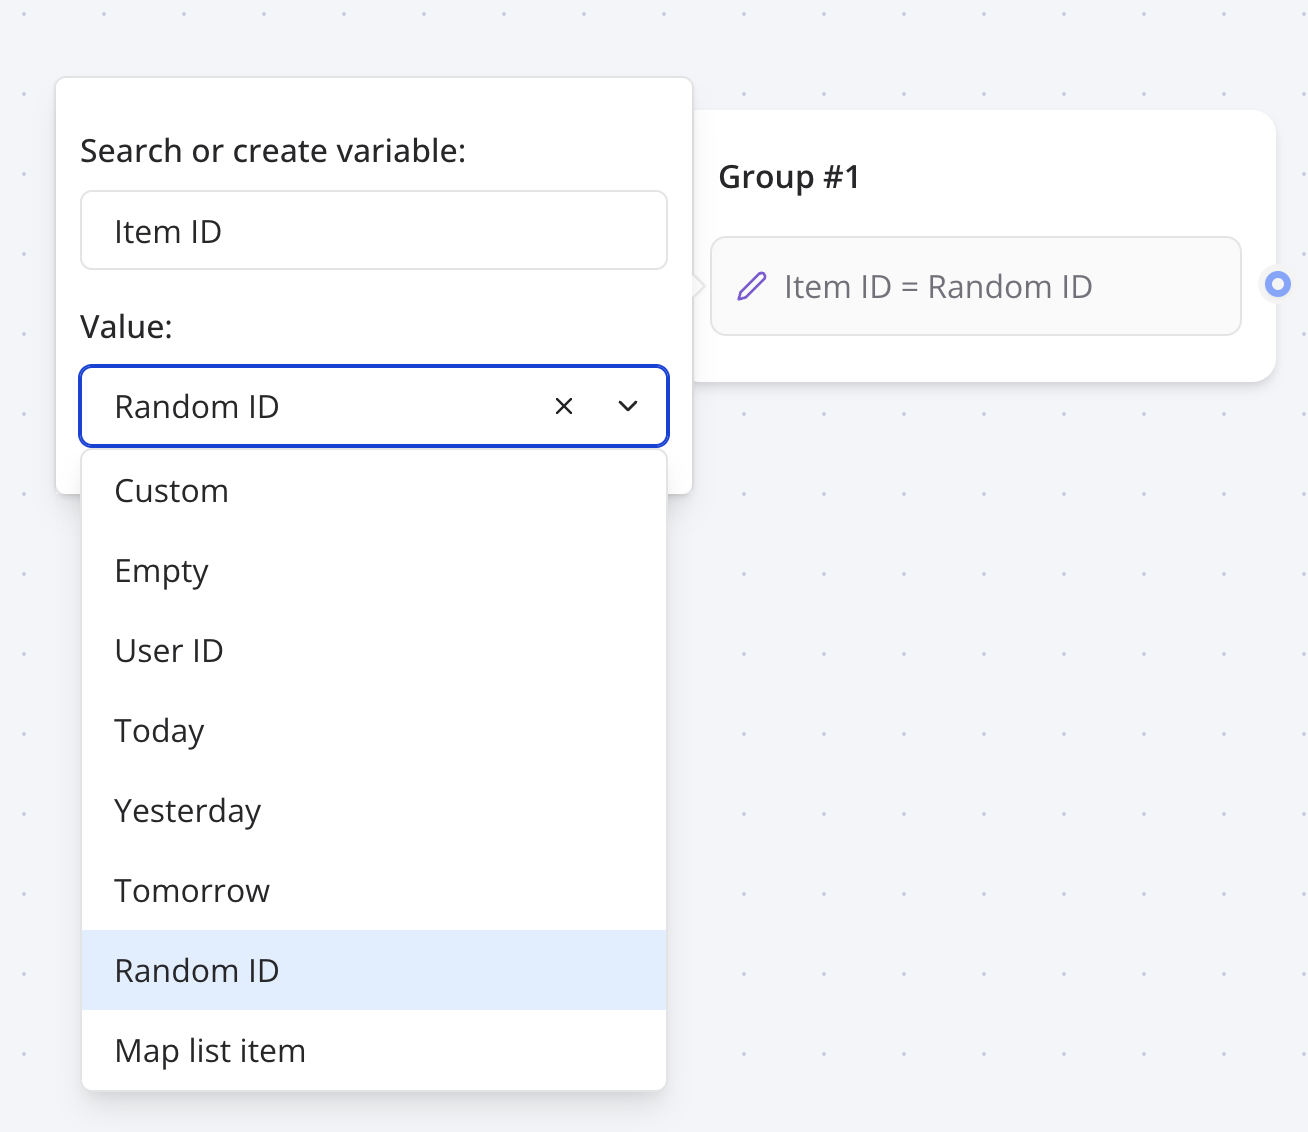 Search or create variable:
Item ID
Value:
Random ID
Custom
Empty
User ID
Today
Yesterday
Tomorrow
Random ID
Map list item
Group #1
Item ID = Random ID